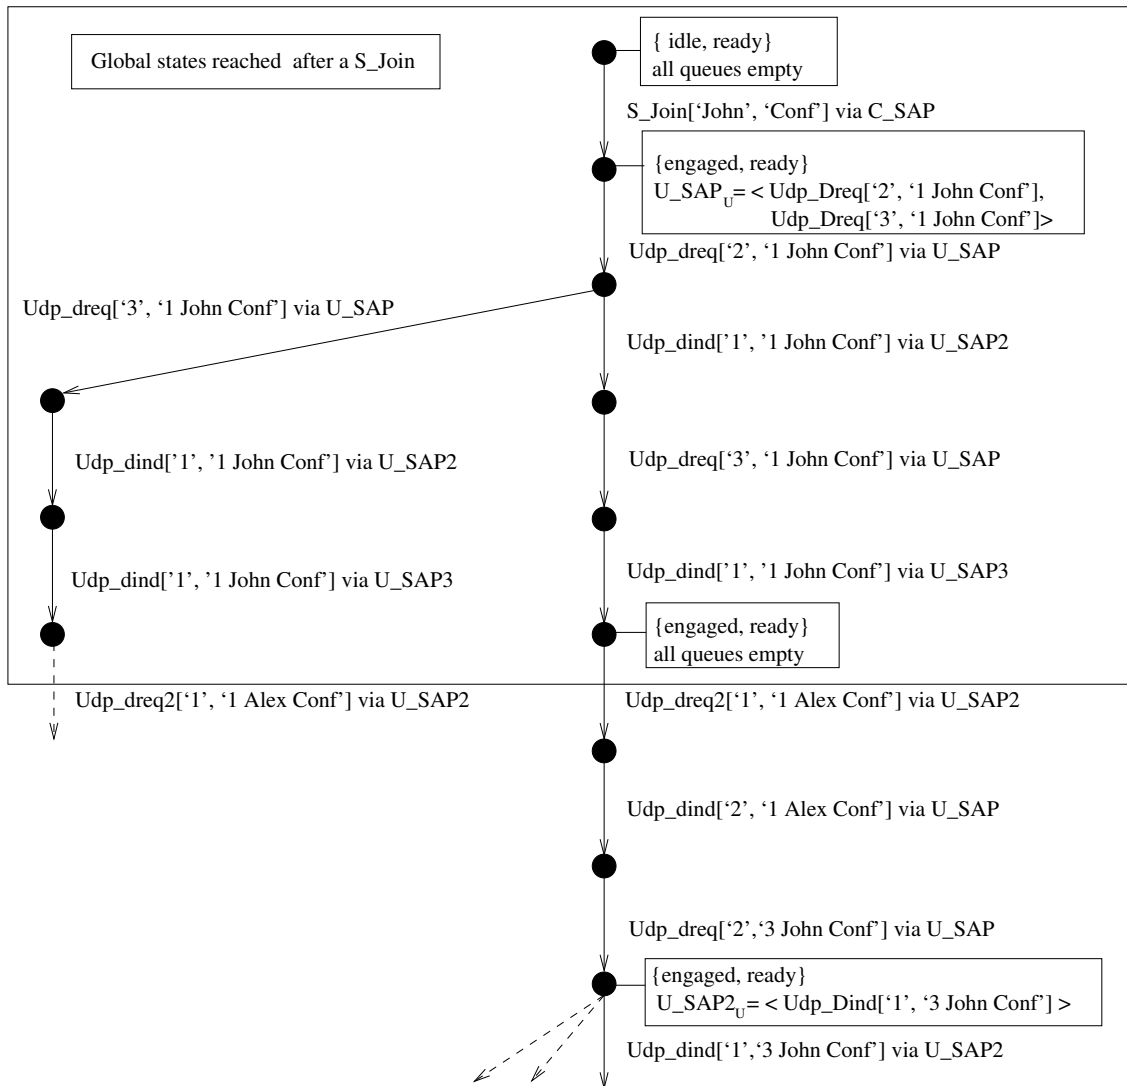 { idle, ready}
all queues empty
Global states reached after a S_Join
S_Join[‘John’, ‘Conf’] via C_SAP
{engaged, ready}
U_SAP_U= < Udp_Dreq[‘2’, ‘1 John Conf’],
Udp_Dreq[‘3’, ‘1 John Conf’]>
Udp_dreq[‘2’, ‘1 John Conf’] via U_SAP
Udp_dreq[‘3’, ‘1 John Conf’] via U_SAP
Udp_dind['1’, ’1 John Conf’] via U_SAP2
Udp_dind['1’, '1 John Conf’] via U_SAP2
Udp_dreq[‘3’, ‘1 John Conf’] via U_SAP
Udp_dind['1’, ’1 John Conf’] via U_SAP3
Udp_dind['1’, ’1 John Conf’] via U_SAP3
{engaged, ready}
all queues empty
Udp_dreq2[‘1’, ‘1 Alex Conf’] via U_SAP2
Udp_dreq2[‘1’, ‘1 Alex Conf’] via U_SAP2
Udp_dind[‘2’, ‘1 Alex Conf’] via U_SAP
Udp_dreq[‘2’,‘3 John Conf’] via U_SAP
{engaged, ready}
U_SAP2_U= < Udp_Dind[‘1’, ‘3 John Conf’] >
Udp_dind[‘1’,‘3 John Conf’] via U_SAP2